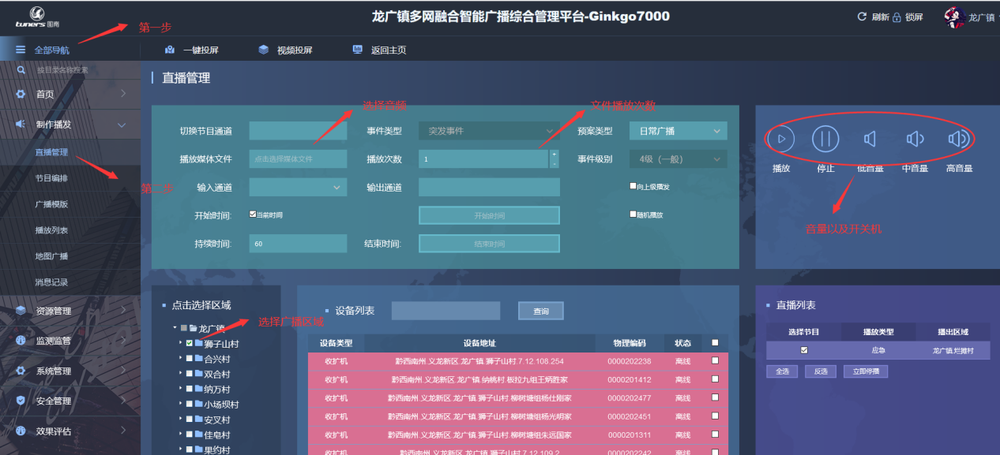 tuners 图南
龙广镇多网融合智能广播综合管理平台-Ginkgo7000
刷新 锁屏 龙广镇
第一步
全部导航
一键投屏 视频投屏 返回主页
按目录名称搜索
首页
制作播发
直播管理
节目编排
广播模版
播放列表
地图广播
消息记录
资源管理
监测监管
系统管理
安全管理
效果评估
第二步
直播管理
选择音频
文件播放次数
切换节目通道 事件类型 突发事件 预案类型 日常广播
播放媒体文件 点击选择媒体文件 播放次数 1 事件级别 4级（一般）
输入通道 输出通道 向上级播发
开始时间: 当前时间 开始时间 随机播放
持续时间: 60 结束时间: 结束时间
播放 停止 低音量 中音量 高音量
音量以及开关机
点击选择区域
龙广镇
狮子山村
合兴村
双合村
纳万村
小场坝村
安叉村
佳皂村
果约村
选择广播区域
设备列表 查询
设备类型 设备地址 物理编码 状态
收扩机 黔西南州.义龙新区.龙广镇.狮子山村.7.12.108.254 0000202238 离线
收扩机 黔西南州.义龙新区.龙广镇.纳桃村.板拉九组王炳胜家 0000201412 离线
收扩机 黔西南州.义龙新区.龙广镇.狮子山村.柳树塘组杨仕刚家 0000202477 离线
收扩机 黔西南州.义龙新区.龙广镇.狮子山村.柳树塘组杨光明家 0000202451 离线
收扩机 黔西南州.义龙新区.龙广镇.狮子山村.柳树塘组朱远国家 0000201311 离线
收扩机 黔西南州.义龙新区.龙广镇.狮子山村.7.12.109.2 0000202242 离线
直播列表
选择节目 播放类型 播出区域
应急 龙广镇.烂滩村
全选 反选 立即停播